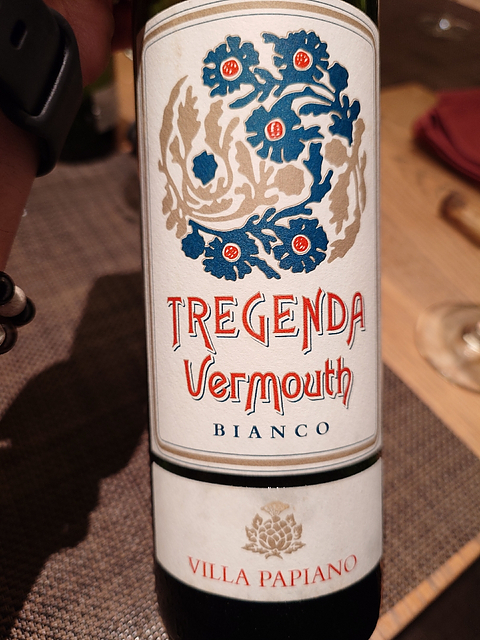 TREGENDA
Vermouth
BIANCO
VILLA PAPIANO